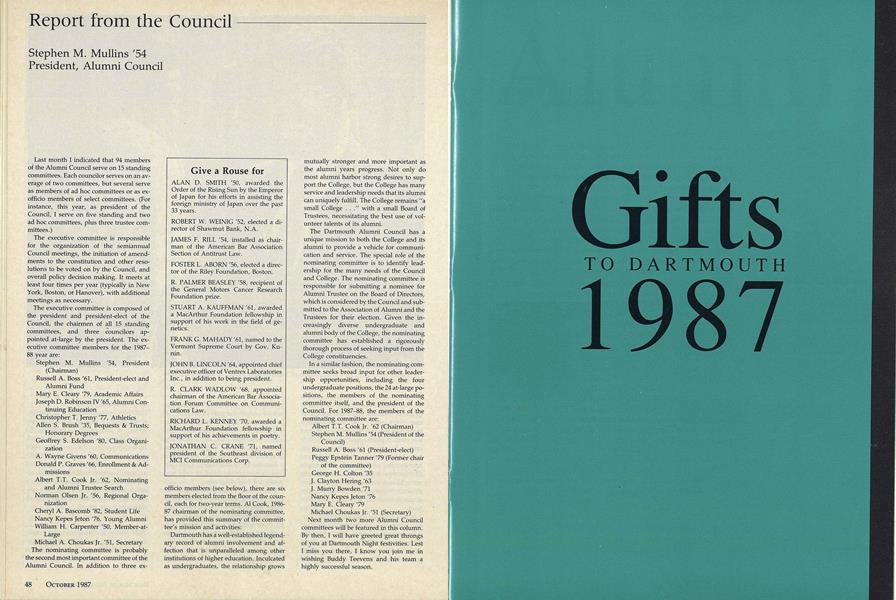 Report from the Council
Stephen M. Mullins '54
President, Alumni Council
Last month I indicated that 94 members
of the Alumni Council serve on 15 standing
committees. Each councilor serves on an av-
erage of two committees, but several serve
as members of ad hoc committees or as ex-
officio members of select committees. (For
instance, this year, as president of the
Council, I serve on five standing and two
ad hoc committees, plus three trustee com-
mittees.)
The executive committee is responsible
for the organization of the semiannual
Council meetings, the initiation of amend-
ments to the constitution and other reso-
lutions to be voted on by the Council, and
overall policy decision making. It meets at
least four times per year (typically in New
York, Boston, or Hanover), with additional
meetings as necessary.
The executive committee is composed of
the president and president-elect of the
Council, the chairmen of all 15 standing
committees, and three councilors ap-
pointed at-large by the president. The ex-
ecutive committee members for the 1987-
88 year are:
Stephen M. Mullins '54, President
(Chairman)
Russell A. Boss '61, President-elect and
Alumni Fund
Mary E. Cleary '79, Academic Affairs
Joseph D. Robinson IV '65, Alumni Con-
tinuing Education
Christopher T. Jenny '77, Athletics
Allen S. Brush '35, Bequests & Trusts;
Honorary Degrees
Geoffrey S. Edelson '80, Class Organi-
zation
A. Wayne Givens '60, Communications
Donald P. Graves '66, Enrollment & Ad-
missions
Albert T.T. Cook Jr. '62, Nominating
and Alumni Trustee Search
Norman Olsen Jr. '56, Regional Orga-
nization
Cheryl A. Bascomb '82, Student Life
Nancy Kepes Jeton '76, Young Alumni
William H. Carpenter '50, Member-at-
Large
Michael A. Choukas Jr. '51, Secretary
The nominating committee is probably
the second most important committee of the
Alumni Council. In addition to three ex-
48 OCTOBER 1987
Give a Rouse for
ALAN D. SMITH '50, awarded the
Order of the Rising Sun by the Emperor
of Japan for his efforts in assisting the
foreign ministry of Japan over the past
33 years.
ROBERT W. WEINIG '52, elected a di-
rector of Shawmut Bank, N.A.
JAMES F. RILL '54, installed as chair-
man of the American Bar Association
Section of Antitrust Law.
FOSTER L. ABORN '56, elected a direc-
tor of the Riley Foundation, Boston.
R. PALMER BEASLEY '58, recipient of
the General Motors Cancer Research
Foundation prize.
STUART A. KAUFFMAN '61, awarded
a MacArthur Foundation fellowship in
support of his work in the field of ge-
netics.
FRANK G. MAHADY '61, named to the
Vermont Supreme Court by Gov. Ku-
nin.
JOHN B. LINCOLN '64, appointed chief
executive officer of Ventrex Laboratories
Inc., in addition to being president.
R. CLARK WADLOW '68, appointed
chairman of the American Bar Associa-
tion Forum Committee on Communi-
cations Law.
RICHARD L. KENNEY '70, awarded a
MacArthur Foundation fellowship in
support of his achievements in poetry.
JONATHAN C. CRANE '71, named
president of the Southeast division of
MCI Communications Corp.
officio members (see below), there are six
members elected from the floor of the coun-
cil, each for two-year terms. Al Cook, 1986-
87 chairman of the nominating committee,
has provided this summary of the commit-
tee's mission and activities:
Dartmouth has a well-established legend-
ary record of alumni involvement and af-
fection that is unparalleled among other
institutions of higher education. Inculcated
as undergraduates, the relationship grows
mutually stronger and more important as
the alumni years progress. Not only do
most alumni harbor strong desires to sup-
port the College, but the College has many
service and leadership needs that its alumni
can uniquely fulfill. The College remains "a
small College . . ." with a small Board of
Trustees, necessitating the best use of vol-
unteer talents of its alumni.
The Dartmouth Alumni Council has a
unique mission to both the College and its
alumni to provide a vehicle for communi-
cation and service. The special role of the
nominating committee is to identify lead-
ership for the many needs of the Council
and College. The nominating committee is
responsible for submitting a nominee for
Alumni Trustee on the Board of Directors,
which is considered by the Council and sub-
mitted to the Association of Alumni and the
Trustees for their election. Given the in-
creasingly diverse undergraduate and
alumni body of the College, the nominating
committee has established a rigorously
thorough process of seeking input from the
College constituencies.
In a similar fashion, the nominating com-
mittee seeks broad input for other leader-
ship opportunities, including the four
undergraduate positions, the 24 at-large po-
sitions, the members of the nominating
committee itself, and the president of the
Council. For 1987-88, the members of the
nominating committee are:
Albert T.T. Cook Jr. '62 (Chairman)
Stephen M. Mullins '54 (President of the
Council)
Russell A. Boss '61 (President-elect)
Peggy Epstein Tanner '79 (Former chair
of the committee)
George H. Colton '35
J. Clayton Hering '63
J. Murry Bowden '71
Nancy Kepes Jeton '76
Mary E. Cleary '79
Michael Choukas Jr. '51 (Secretary)
Next month two more Alumni Council
committees will be featured in this column.
By then, I will have greeted great throngs
of you at Dartmouth Night festivities. Lest
I miss you there, I know you join me in
wishing Buddy Teevens and his team a
highly successful season.
Gifts
TO DARTMOUTH
1987